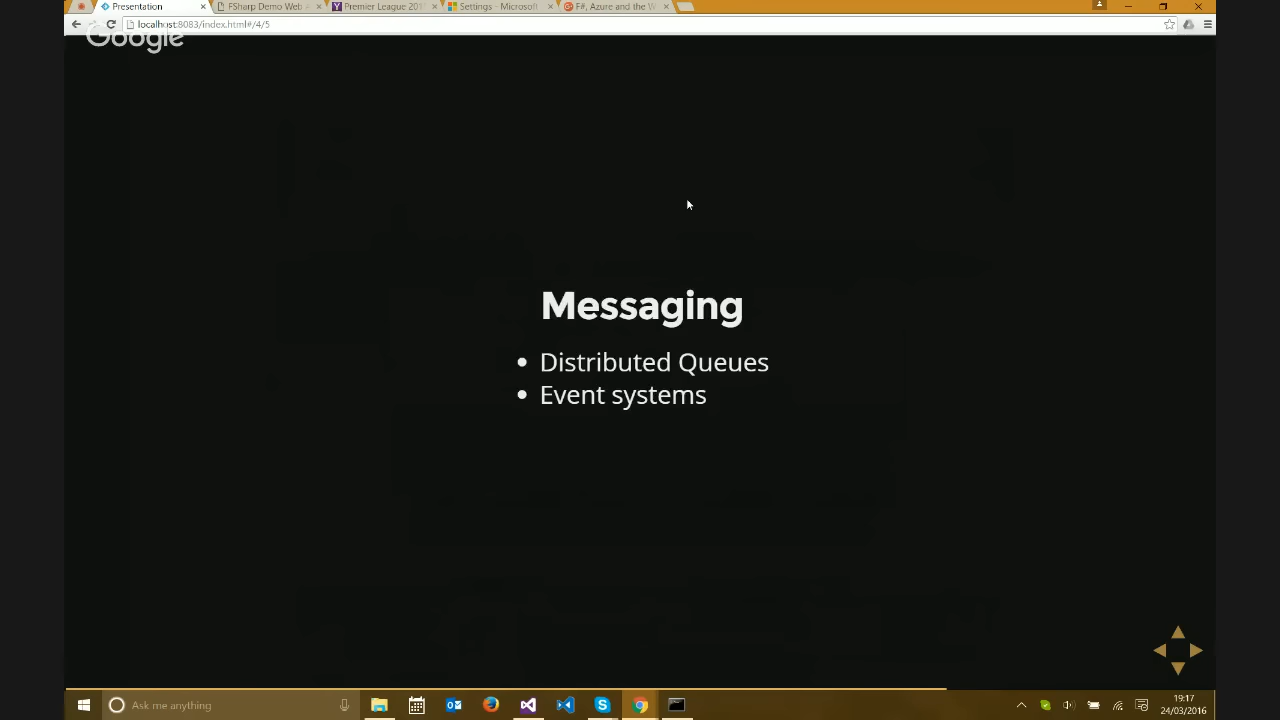 Presentation
FSharp Demo Web A
Premier League 201
Settings - Microsoft
F#, Azure and the W
localhost:8083/index.html#/4/5
Google
Messaging
Distributed Queues
Event systems
Ask me anything
19:17
24/03/2016